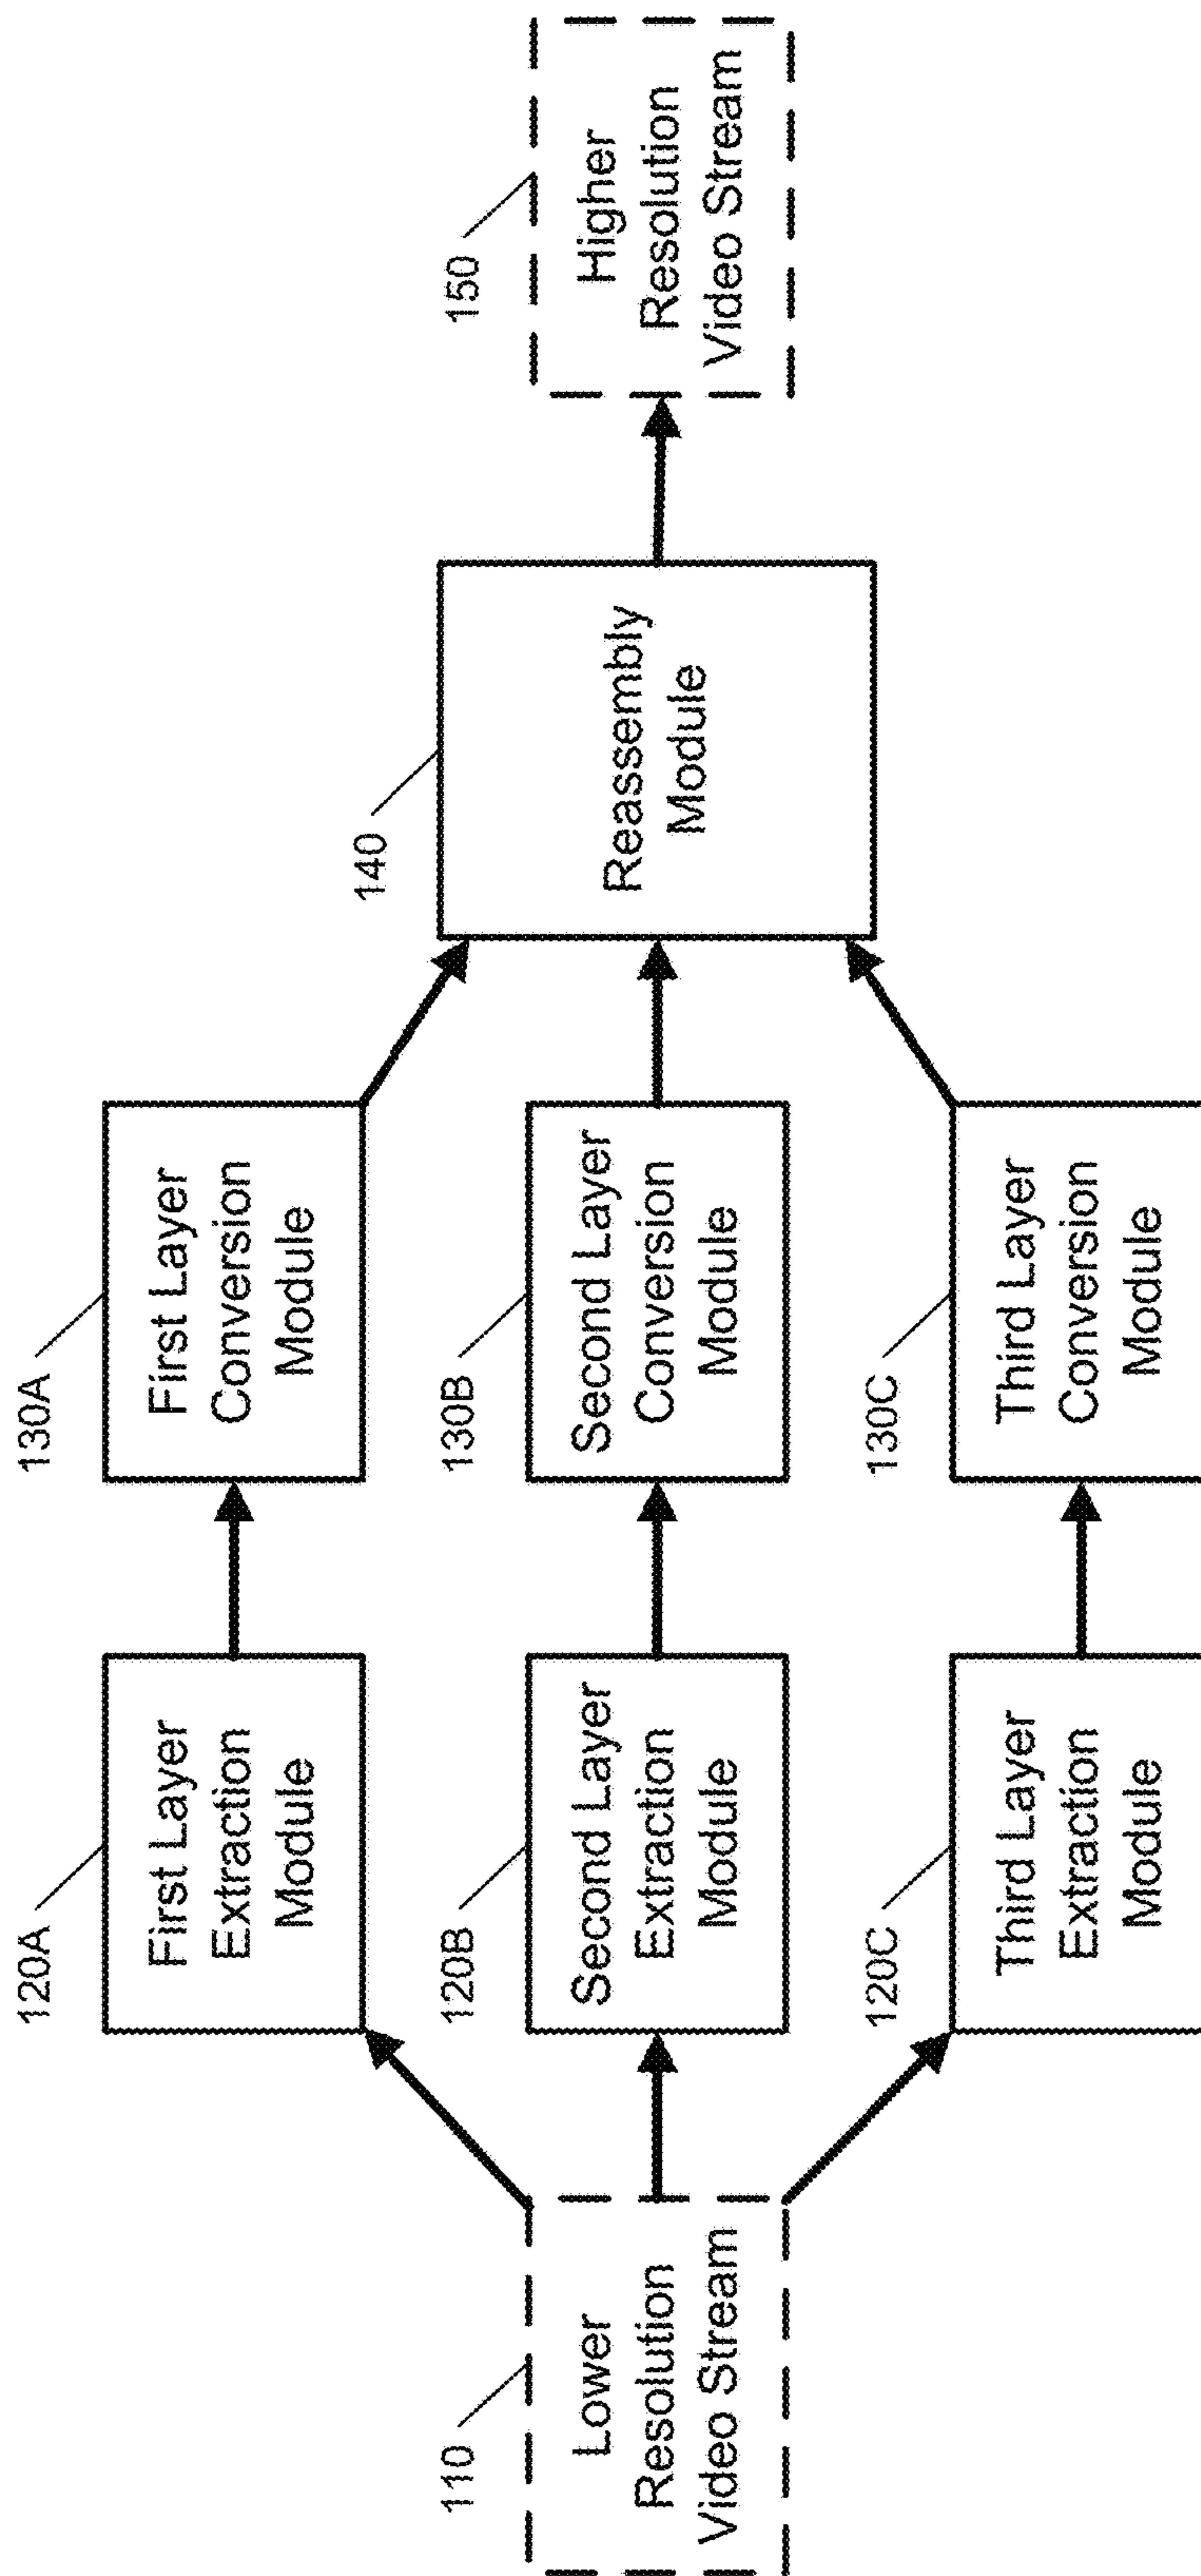 110
Lower
Resolution
Video Stream
120A
First Layer
Extraction
Module
120B
Second Layer
Extraction
Module
120C
Third Layer
Extraction
Module
130A
First Layer
Conversion
Module
130B
Second Layer
Conversion
Module
130C
Third Layer
Conversion
Module
140
Reassembly
Module
150
Higher
Resolution
Video Stream